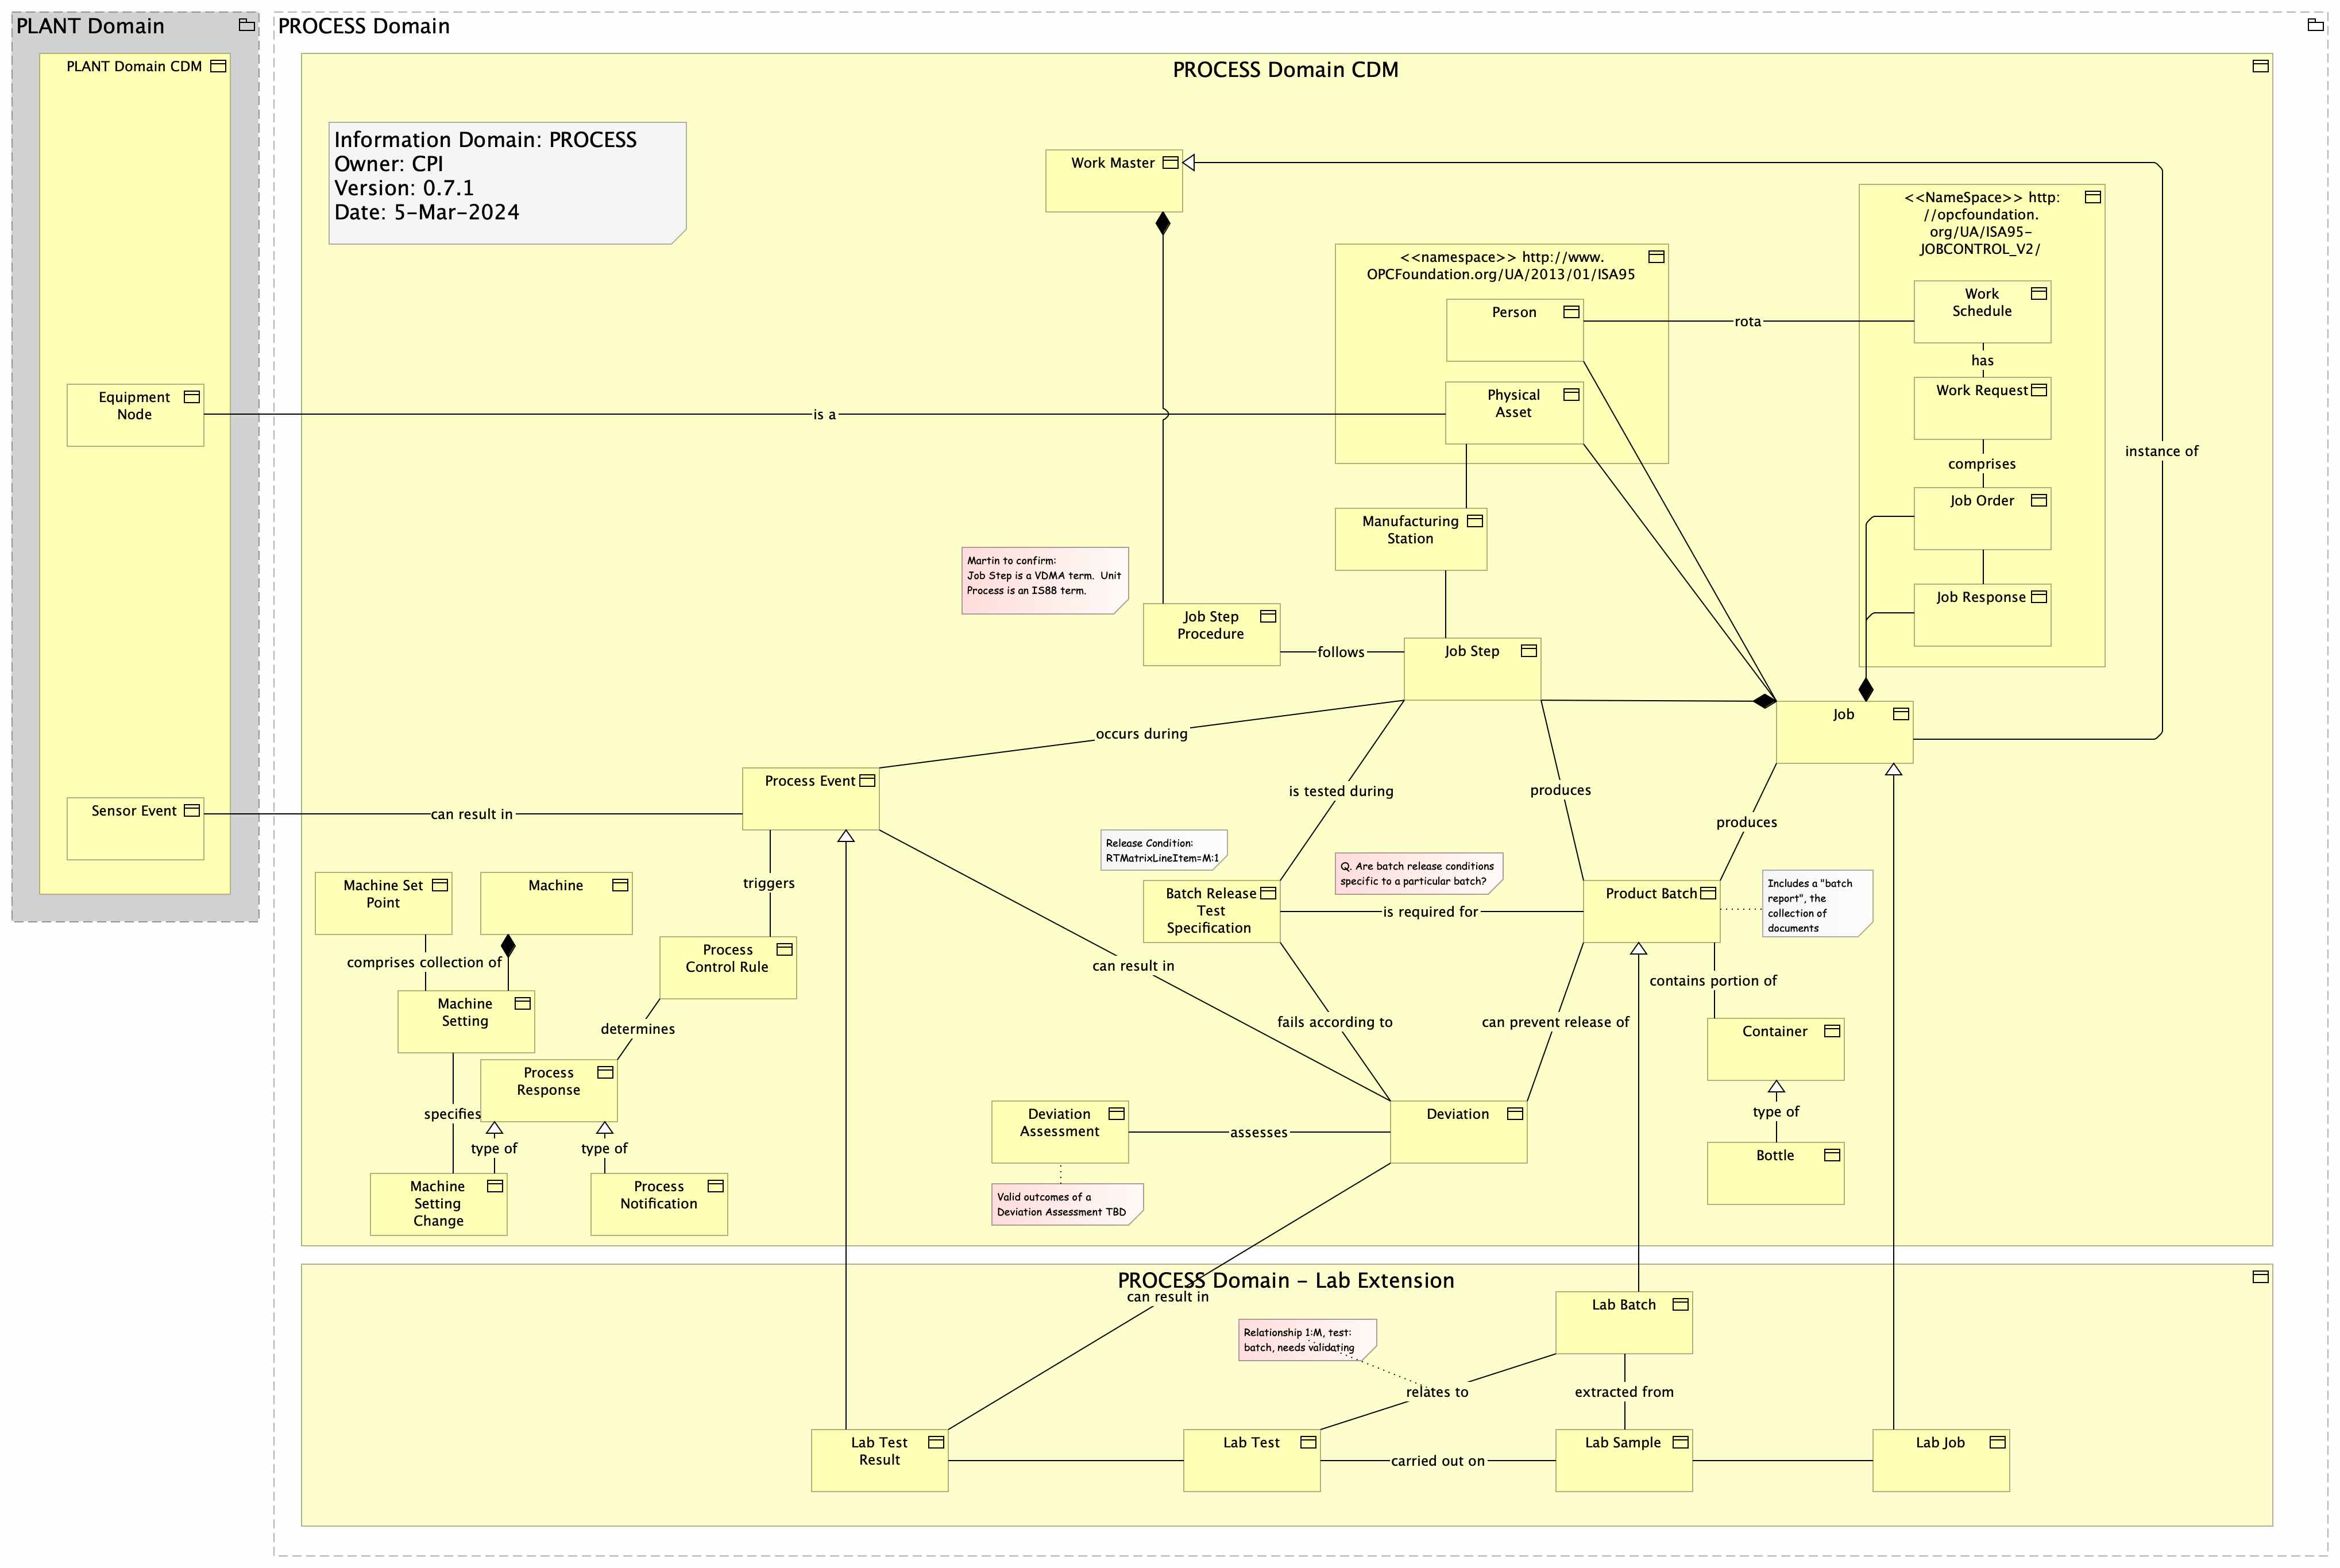 PLANT Domain
PROCESS Domain
PLANT Domain CDM
PROCESS Domain CDM
Information Domain: PROCESS
Owner: CPI
Version: 0.7.1
Date: 5-Mar-2024
Work Master
<<NameSpace>> http:
//opcfoundation.
org/UA/ISA95-
JOBCONTROL_V2/
<<namespace>> http://www.
OPCFoundation.org/UA/2013/01/ISA95
Work
Schedule
Person
rota
has
Equipment
Node
is a
Physical
Asset
Work Request
instance of
comprises
Job Order
Manufacturing
Station
Martin to confirm:
Job Step is a VDMA term.  Unit
Process is an IS88 term.
Job Response
Job Step
Procedure
follows
Job Step
Job
occurs during
Process Event
is tested during
produces
Sensor Event
can result in
produces
Release Condition:
RTMatrixLineItem=M:1
Q. Are batch release conditions
specific to a particular batch?
triggers
Machine Set
Point
Machine
Batch Release
Test
Specification
is required for
Product Batch
Includes a "batch
report", the
collection of
documents
Process
Control Rule
comprises collection of
can result in
contains portion of
Machine
Setting
determines
fails according to
can prevent release of
Container
Process
Response
specifies
Deviation
Assessment
assesses
Deviation
type of
type of
type of
Bottle
Machine
Setting
Change
Process
Notification
Valid outcomes of a
Deviation Assessment TBD
PROCESS Domain - Lab Extension
can result in
Lab Batch
Relationship 1:M, test:
batch, needs validating
relates to
extracted from
Lab Test
Result
Lab Test
carried out on
Lab Sample
Lab Job